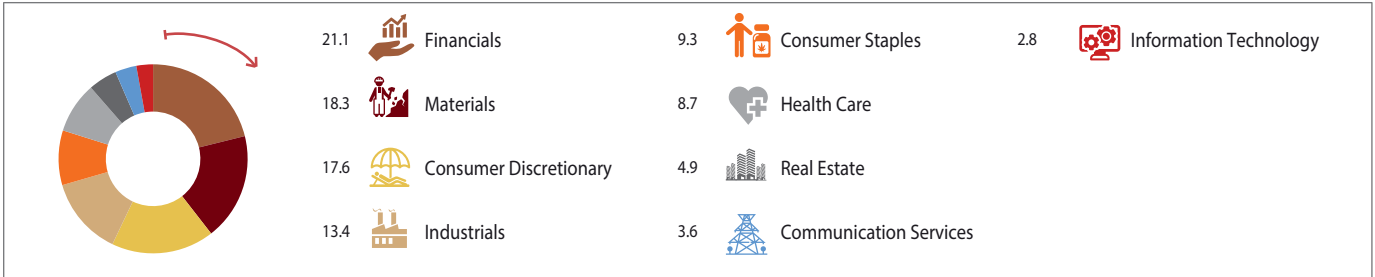 21.1 Financials
18.3 Materials
17.6 Consumer Discretionary
13.4 Industrials
9.3 Consumer Staples
8.7 Health Care
4.9 Real Estate
3.6 Communication Services
2.8 Information Technology